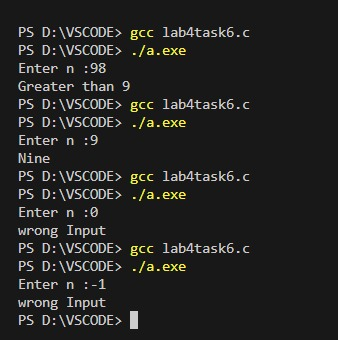 PS D:\VSCODE> gcc lab4task6.c
PS D:\VSCODE> ./a.exe
Enter n :98
Greater than 9
PS D:\VSCODE> gcc lab4task6.c
PS D:\VSCODE> ./a.exe
Enter n :9
Nine
PS D:\VSCODE> gcc lab4task6.c
PS D:\VSCODE> ./a.exe
Enter n :0
wrong Input
PS D:\VSCODE> gcc lab4task6.c
PS D:\VSCODE> ./a.exe
Enter n :-1
wrong Input
PS D:\VSCODE>